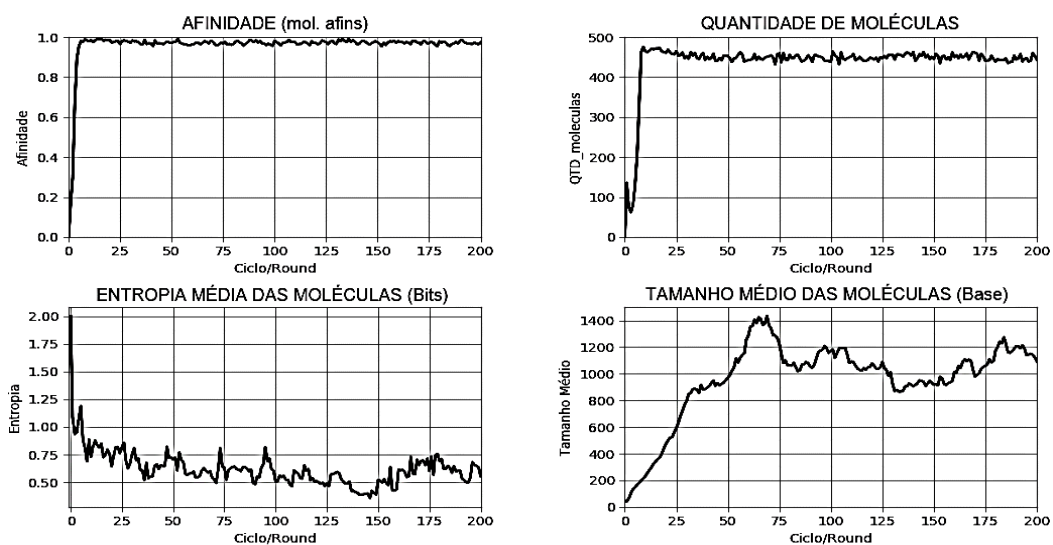 AFINIDADE (mol. afins)
1.0
0.8
0.6
0.4
0.2
0.0
Afinidade
0 25 50 75 100 125 150 175 200
Ciclo/Round
QUANTIDADE DE MOLÉCULAS
500
400
300
200
100
0
QTD_moleculas
0 25 50 75 100 125 150 175 200
Ciclo/Round
ENTROPIA MÉDIA DAS MOLÉCULAS (Bits)
2.00
1.75
1.50
1.25
1.00
0.75
0.50
Entropia
0 25 50 75 100 125 150 175 200
Ciclo/Round
TAMANHO MÉDIO DAS MOLÉCULAS (Base)
1400
1200
1000
800
600
400
200
0
Tamanho Médio
0 25 50 75 100 125 150 175 200
Ciclo/Round